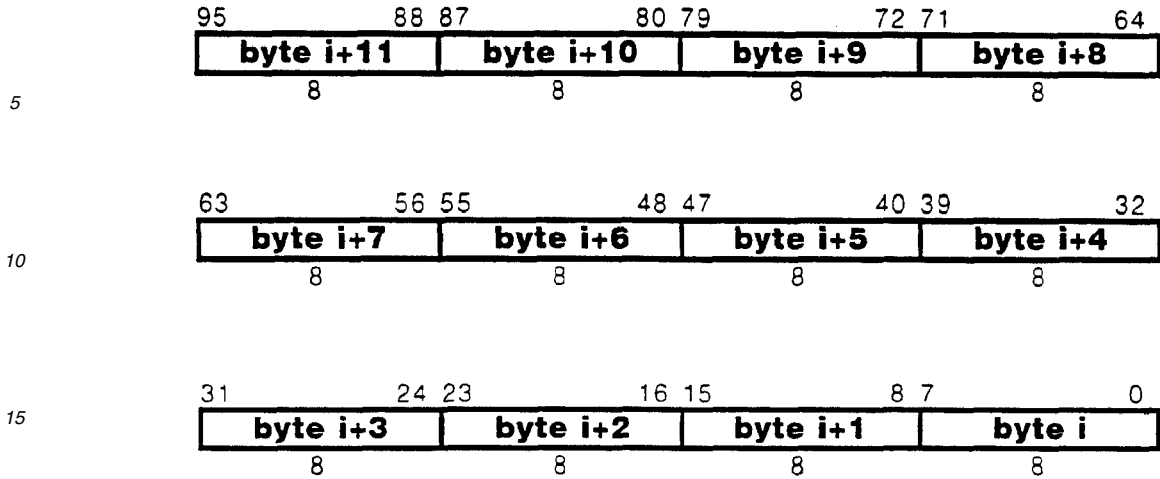 95 88 87 80 79 72 71 64
byte i+11 byte i+10 byte i+9 byte i+8
8 8 8 8
5
63 56 55 48 47 40 39 32
byte i+7 byte i+6 byte i+5 byte i+4
10
8 8 8 8
31 24 23 16 15 8 7 0
15
byte i+3 byte i+2 byte i+1 byte i
8 8 8 8